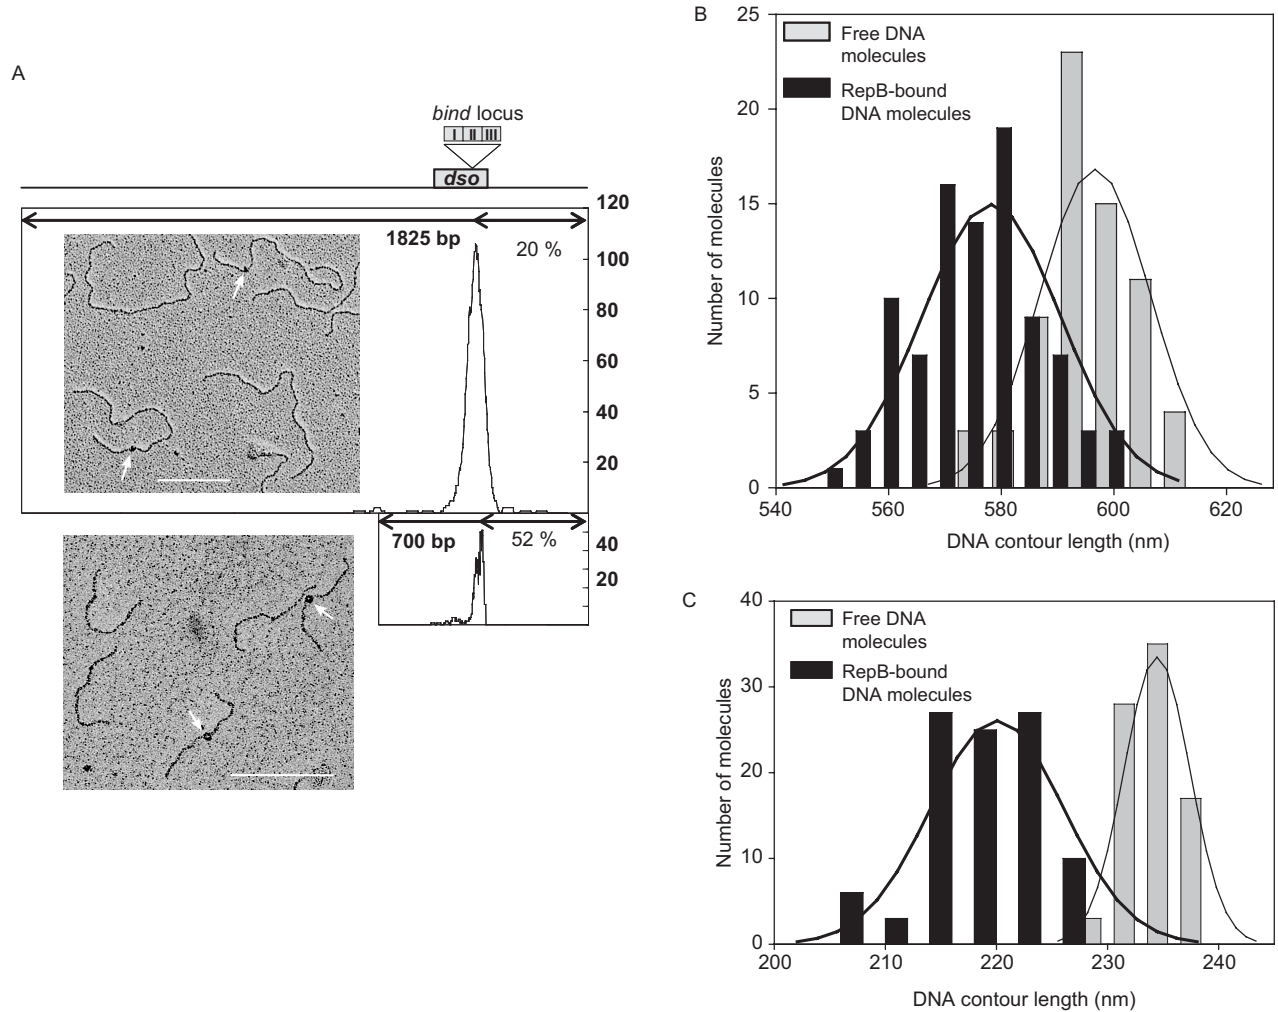 A
bind locus
I II III
dso
120
1825 bp
20 %
100
80
60
40
20
700 bp
52 %
40
20
B
25
20
15
10
5
0
Number of molecules
Free DNA
molecules
RepB-bound
DNA molecules
540 560 580 600 620
DNA contour length (nm)
C
40
30
20
10
0
Number of molecules
Free DNA
molecules
RepB-bound
DNA molecules
200 210 220 230 240
DNA contour length (nm)